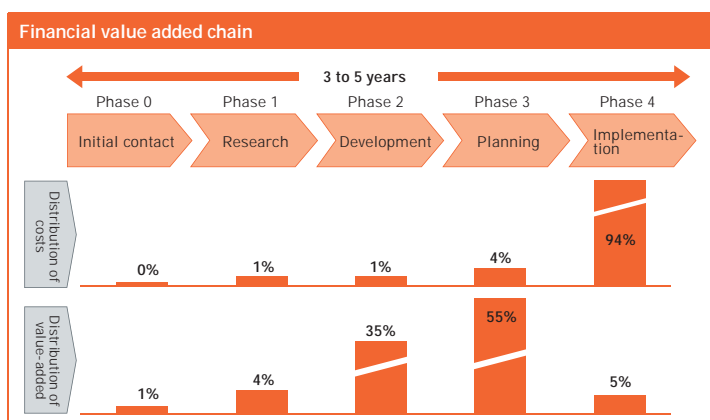 Financial value added chain
3 to 5 years
Phase 0
Phase 1
Phase 2
Phase 3
Phase 4
Initial contact
Research
Development
Planning
Implementa-
tion
Distribution of
costs
0%
1%
1%
4%
94%
Distribution of
value-added
1%
4%
35%
55%
5%